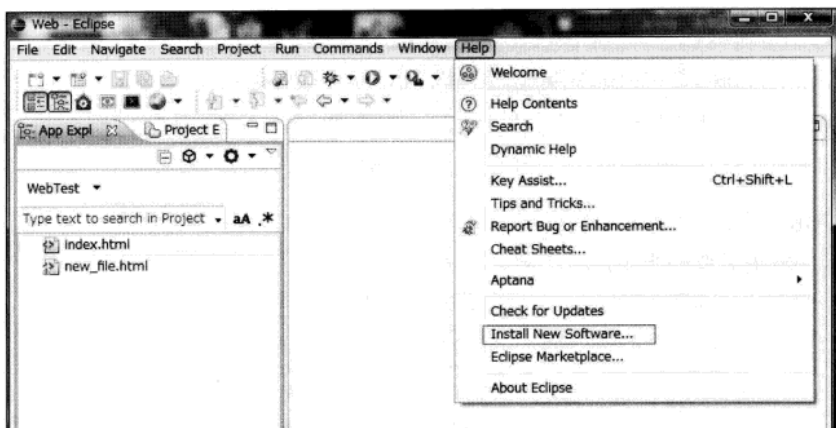 Web - Eclipse
File Edit Navigate Search Project Run Commands Window Help
App Expl Project E
WebTest
Type text to search in Project aA .*
index.html
new_file.html
Welcome
Help Contents
Search
Dynamic Help
Key Assist... Ctrl+Shift+L
Tips and Tricks...
Report Bug or Enhancement...
Cheat Sheets...
Aptana
Check for Updates
Install New Software...
Eclipse Marketplace...
About Eclipse